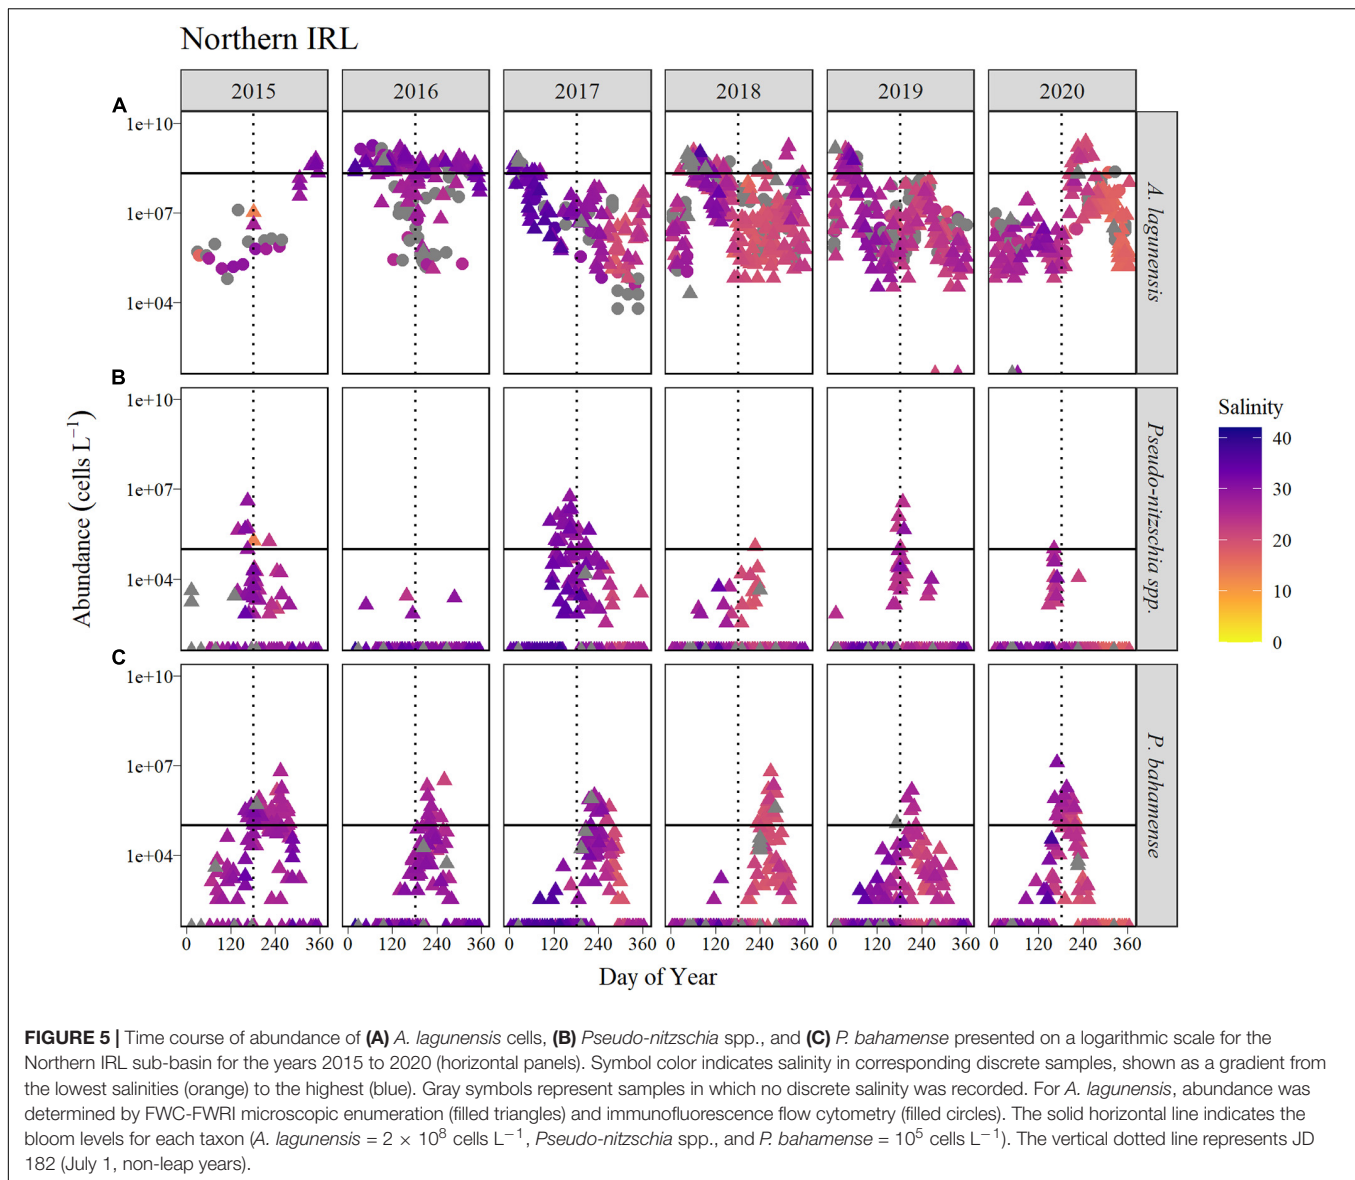 Northern IRL
2015 2016 2017 2018 2019 2020
A
1e+10
1e+07
1e+04
A. lagunensis
B
1e+10
1e+07
1e+04
Pseudo-nitzschia spp.
C
1e+10
1e+07
1e+04
P. bahamense
Abundance (cells L⁻¹)
0 120 240 360 0 120 240 360 0 120 240 360 0 120 240 360 0 120 240 360 0 120 240 360
Day of Year
Salinity
40
30
20
10
0
FIGURE 5 | Time course of abundance of (A) A. lagunensis cells, (B) Pseudo-nitzschia spp., and (C) P. bahamense presented on a logarithmic scale for the
Northern IRL sub-basin for the years 2015 to 2020 (horizontal panels). Symbol color indicates salinity in corresponding discrete samples, shown as a gradient from
the lowest salinities (orange) to the highest (blue). Gray symbols represent samples in which no discrete salinity was recorded. For A. lagunensis, abundance was
determined by FWC-FWRI microscopic enumeration (filled triangles) and immunofluorescence flow cytometry (filled circles). The solid horizontal line indicates the
bloom levels for each taxon (A. lagunensis = 2 × 10⁸ cells L⁻¹, Pseudo-nitzschia spp., and P. bahamense = 10⁵ cells L⁻¹). The vertical dotted line represents JD
182 (July 1, non-leap years).